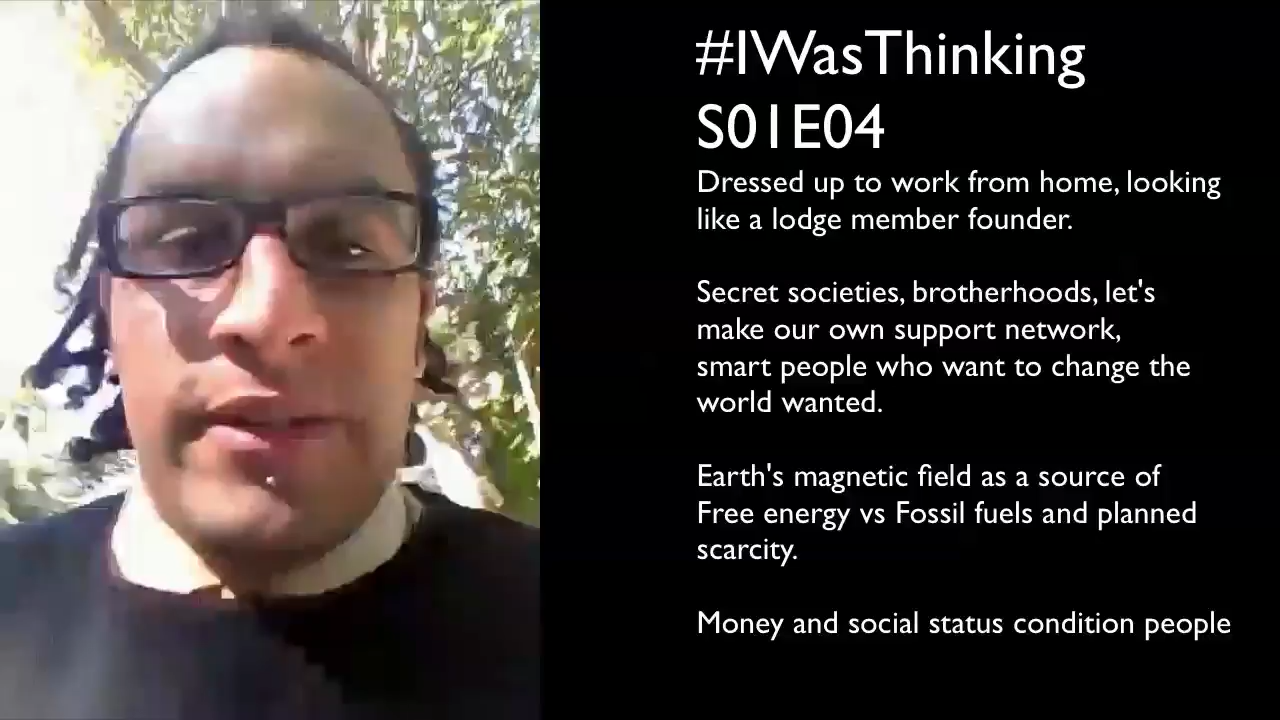 #IWasThinking
S01E04
Dressed up to work from home, looking
like a lodge member founder.
Secret societies, brotherhoods, let's
make our own support network,
smart people who want to change the
world wanted.
Earth's magnetic field as a source of
Free energy vs Fossil fuels and planned
scarcity.
Money and social status condition people